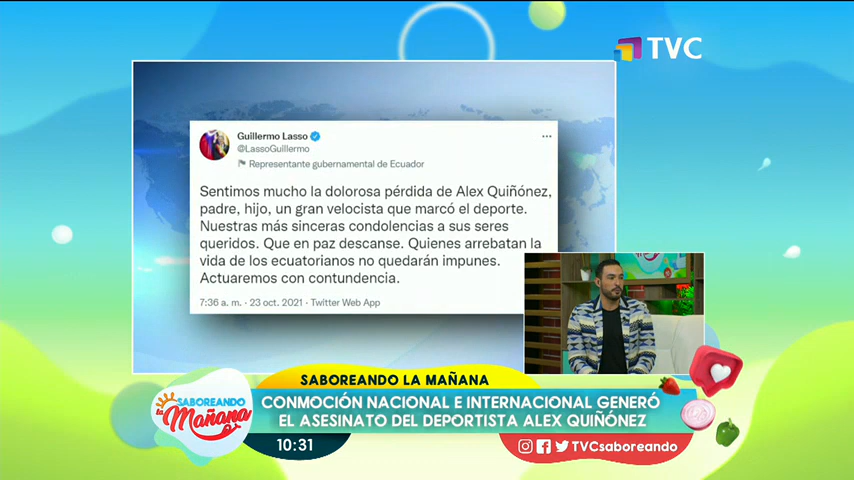 TVC
Guillermo Lasso
@LassoGuillermo
Representante gubernamental de Ecuador
Sentimos mucho la dolorosa pérdida de Alex Quiñónez,
padre, hijo, un gran velocista que marcó el deporte.
Nuestras más sinceras condolencias a sus seres
queridos. Que en paz descanse. Quienes arrebatan la
vida de los ecuatorianos no quedarán impunes.
Actuaremos con contundencia.
7:36 a. m. · 23 oct. 2021 · Twitter Web App
SABOREANDO LA MAÑANA
SABOREANDO
la Mañana
CONMOCIÓN NACIONAL E INTERNACIONAL GENERÓ
EL ASESINATO DEL DEPORTISTA ALEX QUIÑÓNEZ
10:31
TVCsaboreando